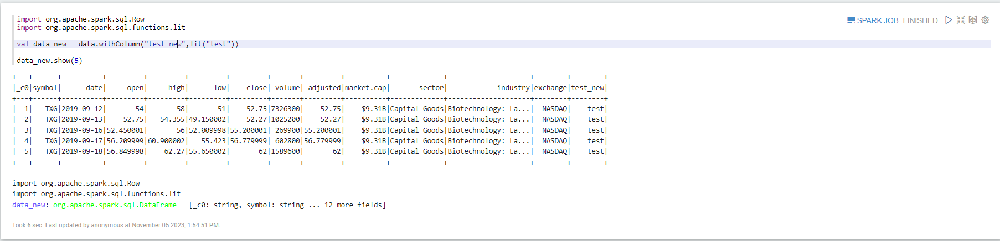 import org.apache.spark.sql.Row
SPARK JOB FINISHED
import org.apache.spark.sql.functions.lit
val data_new = data.withColumn("test_new",lit("test"))
data_new.show(5)
+---+------+----------+---------+---------+---------+---------+-------+---------+----------+-------------+--------------------+--------+--------+
|_c0|symbol|      date|     open|     high|      low|    close| volume| adjusted|market.cap|       sector|            industry|exchange|test_new|
+---+------+----------+---------+---------+---------+---------+-------+---------+----------+-------------+--------------------+--------+--------+
|  1|   TXG|2019-09-12|       54|       58|       51|    52.75|7326300|    52.75|    $9.31B|Capital Goods|Biotechnology: La...|  NASDAQ|    test|
|  2|   TXG|2019-09-13|    52.75|   54.355|49.150002|    52.27|1025200|    52.27|    $9.31B|Capital Goods|Biotechnology: La...|  NASDAQ|    test|
|  3|   TXG|2019-09-16|52.450001|       56|52.009998|55.200001| 269900|55.200001|    $9.31B|Capital Goods|Biotechnology: La...|  NASDAQ|    test|
|  4|   TXG|2019-09-17|56.209999|60.900002|   55.423|56.779999| 602800|56.779999|    $9.31B|Capital Goods|Biotechnology: La...|  NASDAQ|    test|
|  5|   TXG|2019-09-18|56.849998|    62.27|55.650002|       62|1589600|       62|    $9.31B|Capital Goods|Biotechnology: La...|  NASDAQ|    test|
+---+------+----------+---------+---------+---------+---------+-------+---------+----------+-------------+--------------------+--------+--------+
import org.apache.spark.sql.Row
import org.apache.spark.sql.functions.lit
data_new: org.apache.spark.sql.DataFrame = [_c0: string, symbol: string ... 12 more fields]
Took 6 sec. Last updated by anonymous at November 05 2023, 1:54:51 PM.